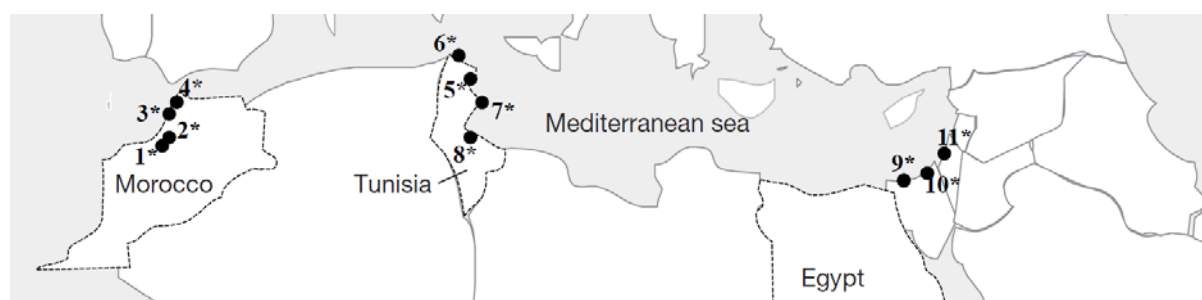 6*
4*
5*
3*
7*
2*
Mediterranean sea
11*
1*
8*
9*
Morocco
Tunisia
10*
Egypt